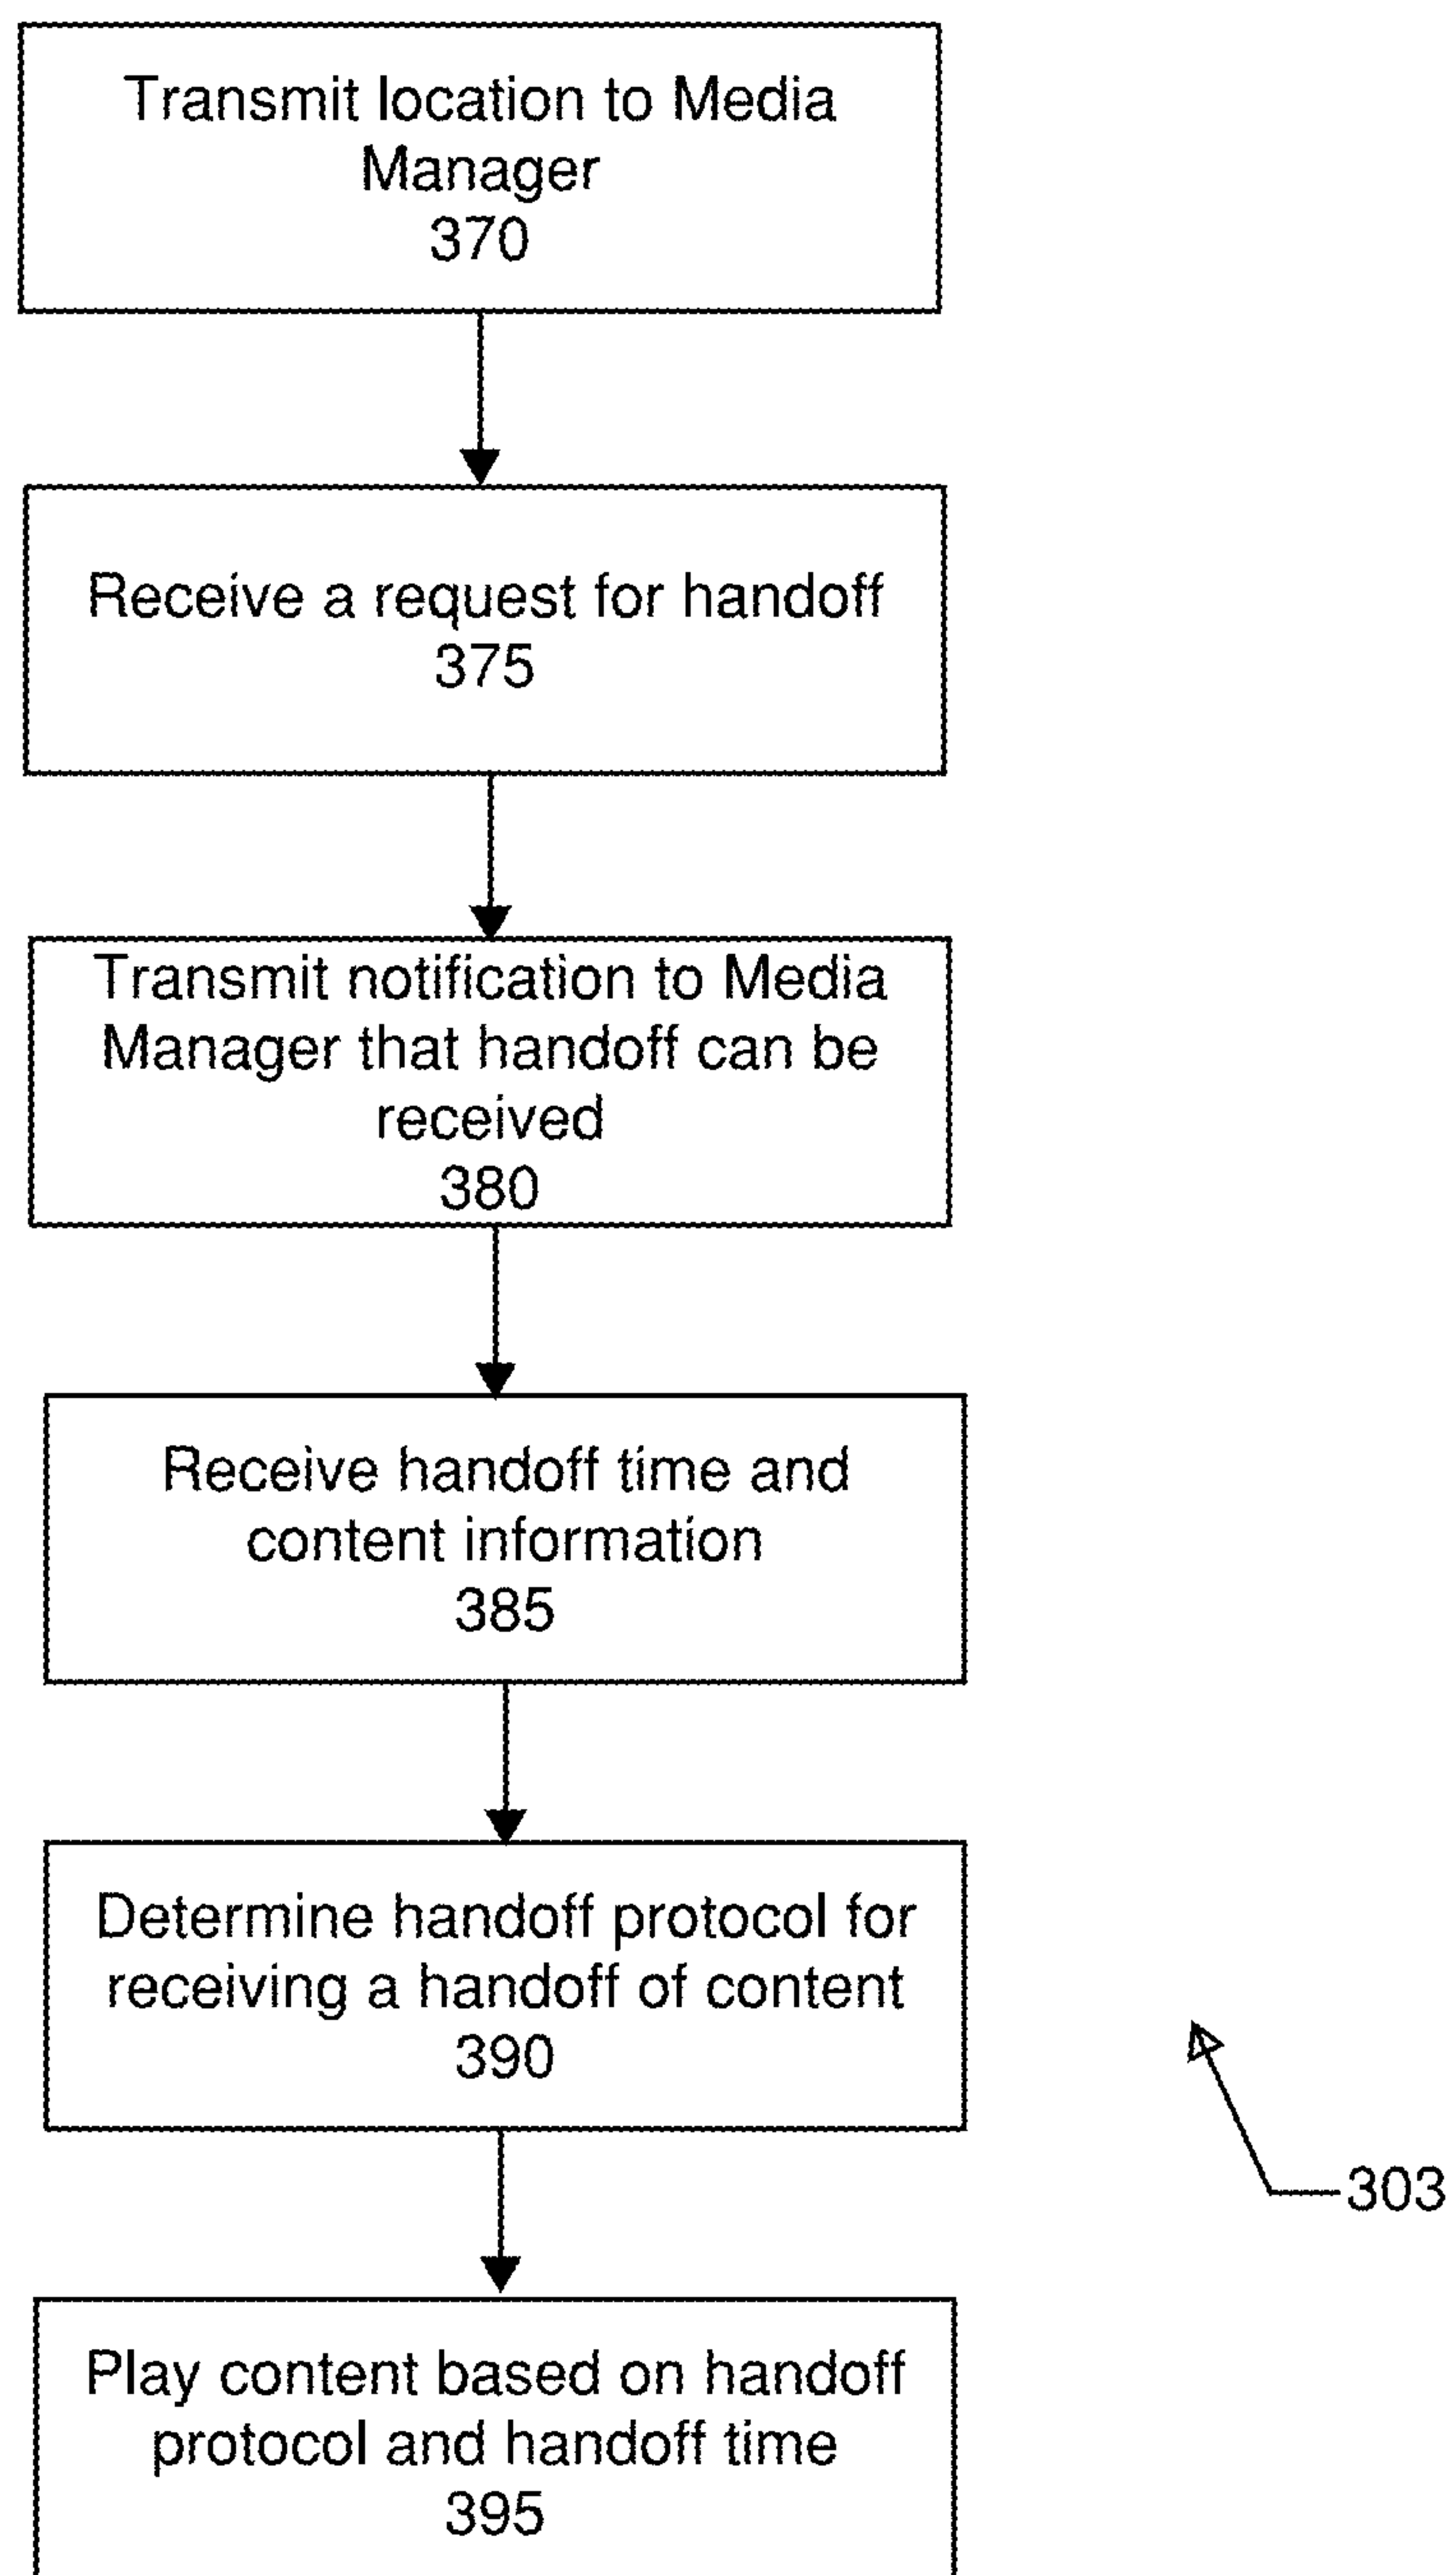 Transmit location to Media
Manager
370
Receive a request for handoff
375
Transmit notification to Media
Manager that handoff can be
received
380
Receive handoff time and
content information
385
Determine handoff protocol for
receiving a handoff of content
390
303
Play content based on handoff
protocol and handoff time
395